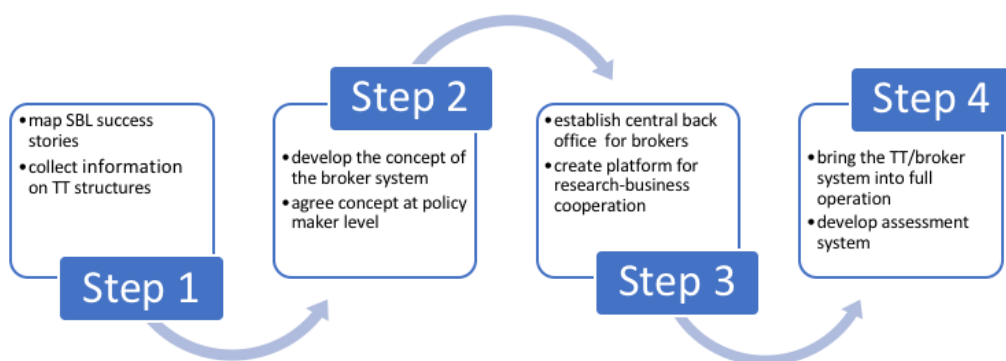 Step 1
•map SBL success
stories
•collect information
on TT structures
Step 2
•develop the concept of
the broker system
•agree concept at policy
maker level
Step 3
•establish central back
office for brokers
•create platform for
research-business
cooperation
Step 4
•bring the TT/broker
system into full
operation
•develop assessment
system